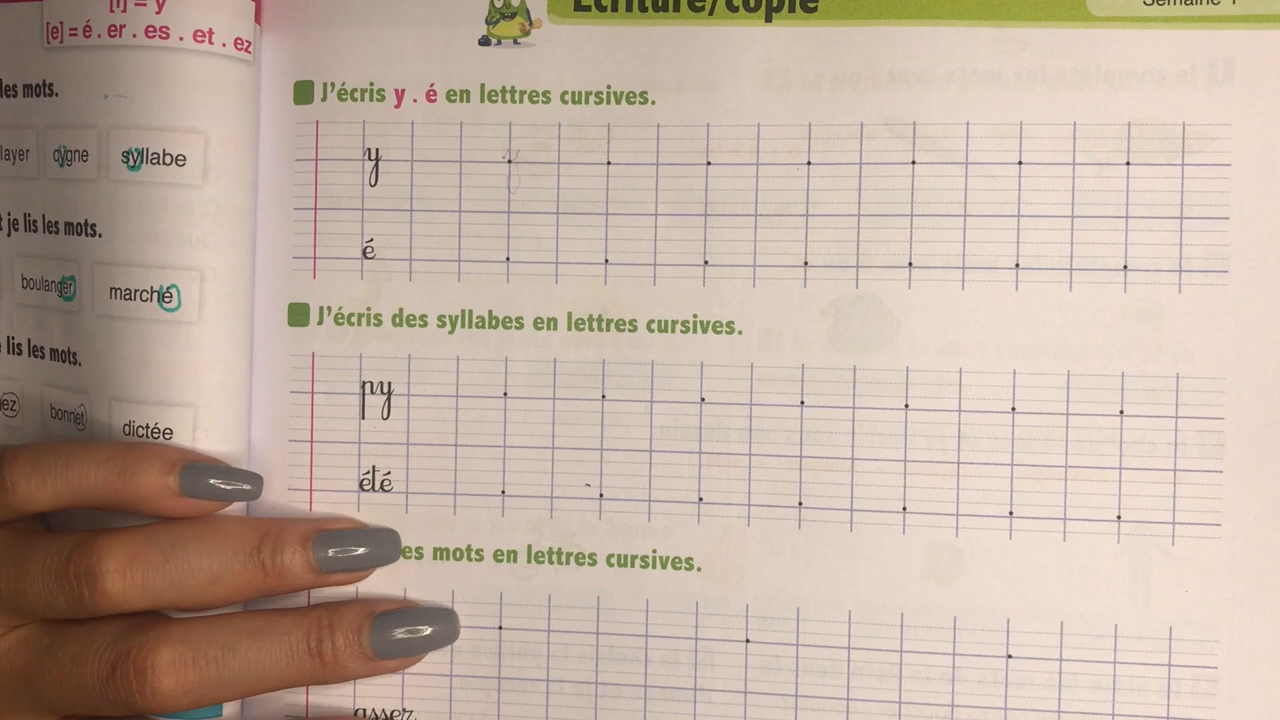 [i] = y
[e] = é . er . es . et . ez
les mots.
layer cygne syllabe
je lis les mots.
boulanger marché
lis les mots.
ez bonnet dictée
Écriture/copie
Semaine 1
J'écris y . é en lettres cursives.
y y
é
J'écris des syllabes en lettres cursives.
py
été
es mots en lettres cursives.
assez